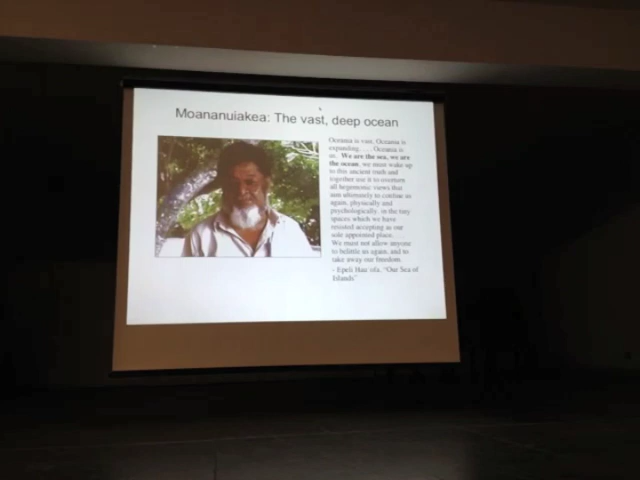 Moananuiakea: The vast, deep ocean
Oceania is vast, Oceania is
expanding. . . . Oceania is
us. We are the sea, we are
the ocean, we must wake up
to this ancient truth and
together use it to overturn
all hegemonic views that
aim ultimately to confine us
again, physically and
psychologically, in the tiny
spaces which we have
resisted accepting as our
sole appointed place. . . .
We must not allow anyone
to belittle us again, and to
take away our freedom.
- Epeli Hau`ofa, "Our Sea of
Islands"